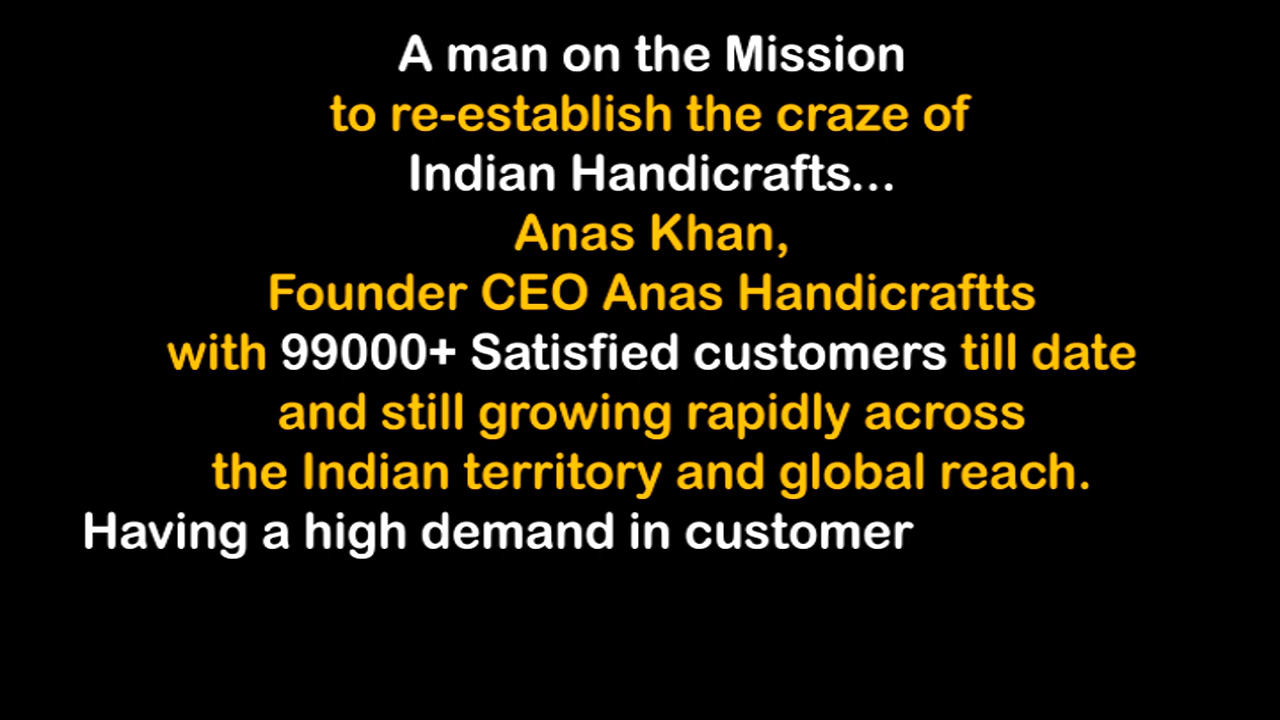 A man on the Mission
to re-establish the craze of
Indian Handicrafts...
Anas Khan,
Founder CEO Anas Handicraftts
with 99000+ Satisfied customers till date
and still growing rapidly across
the Indian territory and global reach.
Having a high demand in customer